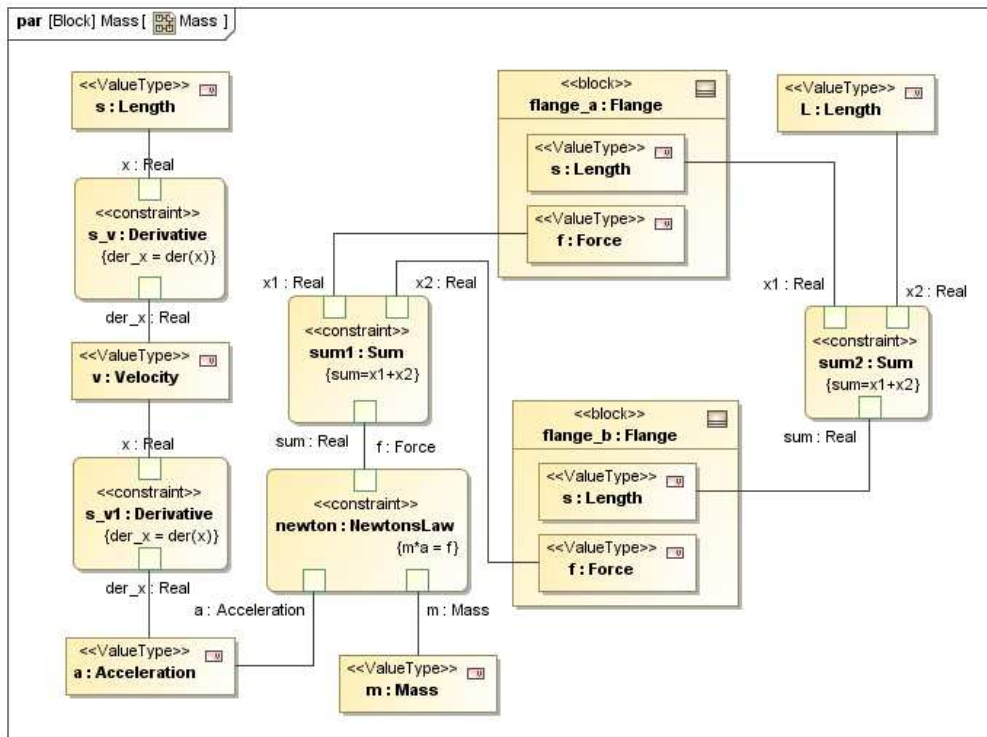 par [Block] Mass [ Mass ]
<<ValueType>>
s : Length
x : Real
<<constraint>>
s_v : Derivative
{der_x = der(x)}
der_x : Real
<<ValueType>>
v : Velocity
x : Real
<<constraint>>
s_v1 : Derivative
{der_x = der(x)}
der_x : Real
<<ValueType>>
a : Acceleration
<<block>>
flange_a : Flange
<<ValueType>>
s : Length
<<ValueType>>
f : Force
x1 : Real
x2 : Real
<<constraint>>
sum1 : Sum
{sum=x1+x2}
sum : Real
f : Force
<<constraint>>
newton : NewtonsLaw
{m*a = f}
a : Acceleration
m : Mass
<<ValueType>>
m : Mass
<<block>>
flange_b : Flange
<<ValueType>>
s : Length
<<ValueType>>
f : Force
<<ValueType>>
L : Length
x1 : Real
x2 : Real
<<constraint>>
sum2 : Sum
{sum=x1+x2}
sum : Real